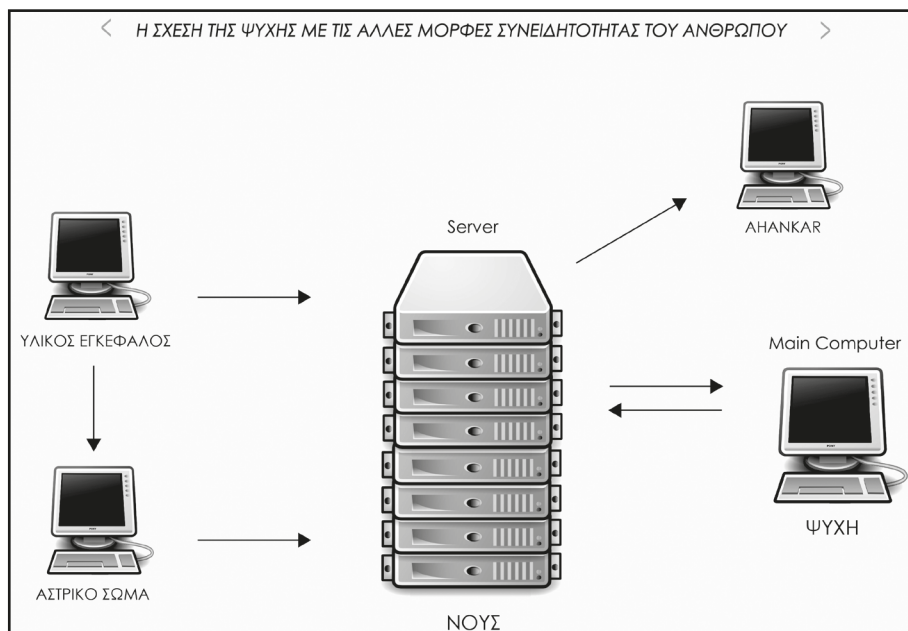 Η ΣΧΕΣΗ ΤΗΣ ΨΥΧΗΣ ΜΕ ΤΙΣ ΑΛΛΕΣ ΜΟΡΦΕΣ ΣΥΝΕΙΔΗΤΟΤΗΤΑΣ ΤΟΥ ΑΝΘΡΩΠΟΥ
AHANKAR
Server
ΥΛΙΚΟΣ ΕΓΚΕΦΑΛΟΣ
Main Computer
ΨΥΧΗ
ΑΣΤΡΙΚΟ ΣΩΜΑ
ΝΟΥΣ